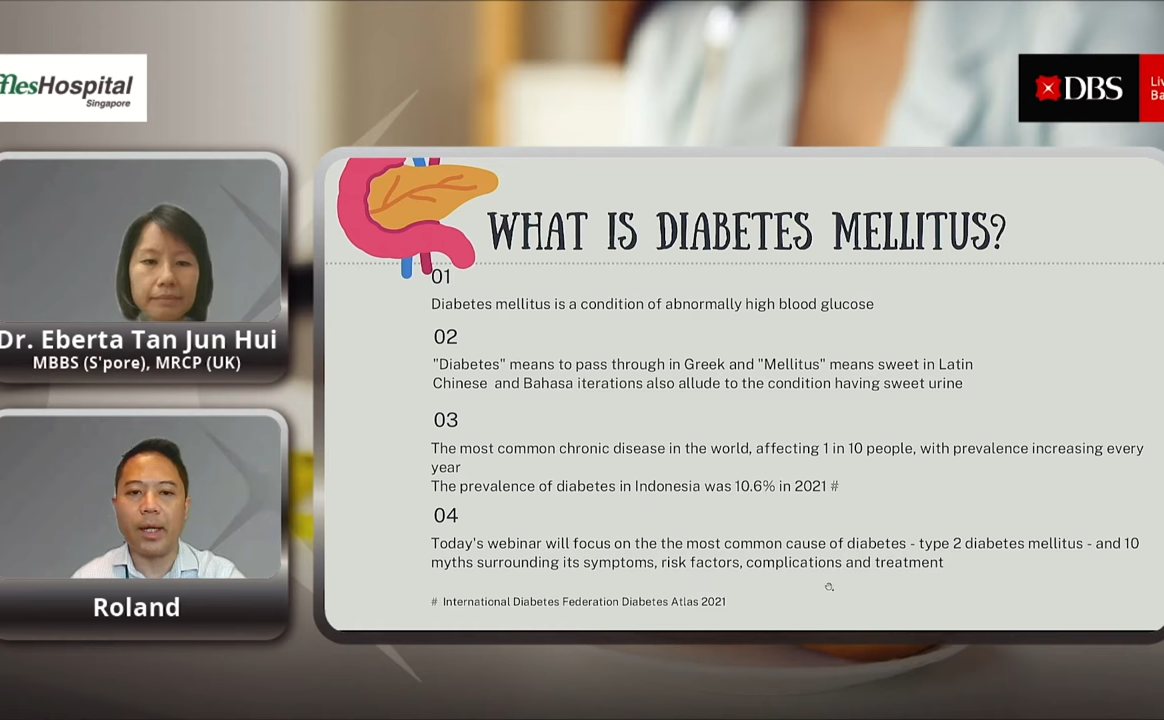 fflesHospital
Singapore
DBS
Dr. Eberta Tan Jun Hui
MBBS (S'pore), MRCP (UK)
Roland
WHAT IS DIABETES MELLITUS?
01
Diabetes mellitus is a condition of abnormally high blood glucose
02
"Diabetes" means to pass through in Greek and "Mellitus" means sweet in Latin
Chinese and Bahasa iterations also allude to the condition having sweet urine
03
The most common chronic disease in the world, affecting 1 in 10 people, with prevalence increasing every
year
The prevalence of diabetes in Indonesia was 10.6% in 2021 #
04
Today's webinar will focus on the the most common cause of diabetes - type 2 diabetes mellitus - and 10
myths surrounding its symptoms, risk factors, complications and treatment
# International Diabetes Federation Diabetes Atlas 2021